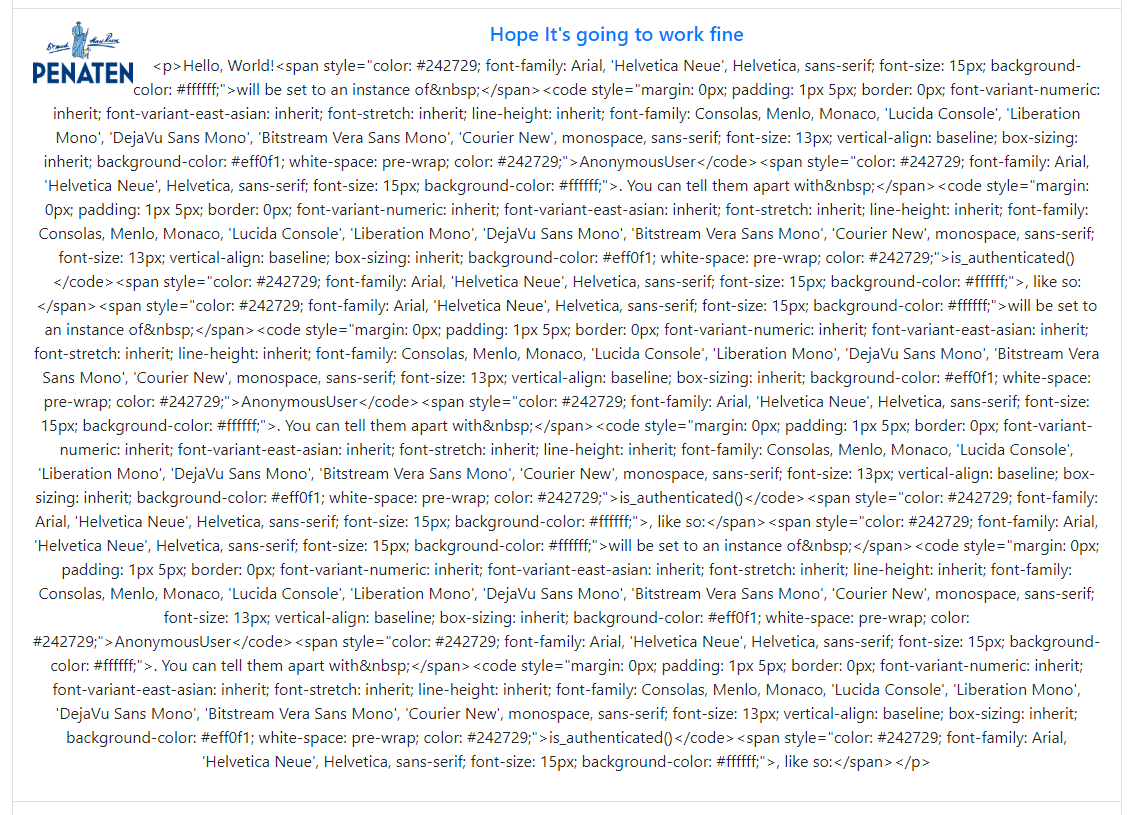 Hope It's going to work fine
PENATEN
<p>Hello, World!<span style="color: #242729; font-family: Arial, 'Helvetica Neue', Helvetica, sans-serif; font-size: 15px; background-
color: #ffffff;">will be set to an instance of&nbsp;</span><code style="margin: 0px; padding: 1px 5px; border: 0px; font-variant-numeric:
inherit; font-variant-east-asian: inherit; font-stretch: inherit; line-height: inherit; font-family: Consolas, Menlo, Monaco, 'Lucida Console', 'Liberation
Mono', 'DejaVu Sans Mono', 'Bitstream Vera Sans Mono', 'Courier New', monospace, sans-serif; font-size: 13px; vertical-align: baseline; box-sizing:
inherit; background-color: #eff0f1; white-space: pre-wrap; color: #242729;">AnonymousUser</code><span style="color: #242729; font-family: Arial,
'Helvetica Neue', Helvetica, sans-serif; font-size: 15px; background-color: #ffffff;">. You can tell them apart with&nbsp;</span><code style="margin:
0px; padding: 1px 5px; border: 0px; font-variant-numeric: inherit; font-variant-east-asian: inherit; font-stretch: inherit; line-height: inherit; font-family:
Consolas, Menlo, Monaco, 'Lucida Console', 'Liberation Mono', 'DejaVu Sans Mono', 'Bitstream Vera Sans Mono', 'Courier New', monospace, sans-serif;
font-size: 13px; vertical-align: baseline; box-sizing: inherit; background-color: #eff0f1; white-space: pre-wrap; color: #242729;">is_authenticated()
</code><span style="color: #242729; font-family: Arial, 'Helvetica Neue', Helvetica, sans-serif; font-size: 15px; background-color: #ffffff;">, like so:
</span><span style="color: #242729; font-family: Arial, 'Helvetica Neue', Helvetica, sans-serif; font-size: 15px; background-color: #ffffff;">will be set to
an instance of&nbsp;</span><code style="margin: 0px; padding: 1px 5px; border: 0px; font-variant-numeric: inherit; font-variant-east-asian: inherit;
font-stretch: inherit; line-height: inherit; font-family: Consolas, Menlo, Monaco, 'Lucida Console', 'Liberation Mono', 'DejaVu Sans Mono', 'Bitstream Vera
Sans Mono', 'Courier New', monospace, sans-serif; font-size: 13px; vertical-align: baseline; box-sizing: inherit; background-color: #eff0f1; white-space:
pre-wrap; color: #242729;">AnonymousUser</code><span style="color: #242729; font-family: Arial, 'Helvetica Neue', Helvetica, sans-serif; font-size:
15px; background-color: #ffffff;">. You can tell them apart with&nbsp;</span><code style="margin: 0px; padding: 1px 5px; border: 0px; font-variant-
numeric: inherit; font-variant-east-asian: inherit; font-stretch: inherit; line-height: inherit; font-family: Consolas, Menlo, Monaco, 'Lucida Console',
'Liberation Mono', 'DejaVu Sans Mono', 'Bitstream Vera Sans Mono', 'Courier New', monospace, sans-serif; font-size: 13px; vertical-align: baseline; box-
sizing: inherit; background-color: #eff0f1; white-space: pre-wrap; color: #242729;">is_authenticated()</code><span style="color: #242729; font-family:
Arial, 'Helvetica Neue', Helvetica, sans-serif; font-size: 15px; background-color: #ffffff;">, like so:</span><span style="color: #242729; font-family: Arial,
'Helvetica Neue', Helvetica, sans-serif; font-size: 15px; background-color: #ffffff;">will be set to an instance of&nbsp;</span><code style="margin: 0px;
padding: 1px 5px; border: 0px; font-variant-numeric: inherit; font-variant-east-asian: inherit; font-stretch: inherit; line-height: inherit; font-family:
Consolas, Menlo, Monaco, 'Lucida Console', 'Liberation Mono', 'DejaVu Sans Mono', 'Bitstream Vera Sans Mono', 'Courier New', monospace, sans-serif;
font-size: 13px; vertical-align: baseline; box-sizing: inherit; background-color: #eff0f1; white-space: pre-wrap; color:
#242729;">AnonymousUser</code><span style="color: #242729; font-family: Arial, 'Helvetica Neue', Helvetica, sans-serif; font-size: 15px; background-
color: #ffffff;">. You can tell them apart with&nbsp;</span><code style="margin: 0px; padding: 1px 5px; border: 0px; font-variant-numeric: inherit;
font-variant-east-asian: inherit; font-stretch: inherit; line-height: inherit; font-family: Consolas, Menlo, Monaco, 'Lucida Console', 'Liberation Mono',
'DejaVu Sans Mono', 'Bitstream Vera Sans Mono', 'Courier New', monospace, sans-serif; font-size: 13px; vertical-align: baseline; box-sizing: inherit;
background-color: #eff0f1; white-space: pre-wrap; color: #242729;">is_authenticated()</code><span style="color: #242729; font-family: Arial,
'Helvetica Neue', Helvetica, sans-serif; font-size: 15px; background-color: #ffffff;">, like so:</span></p>